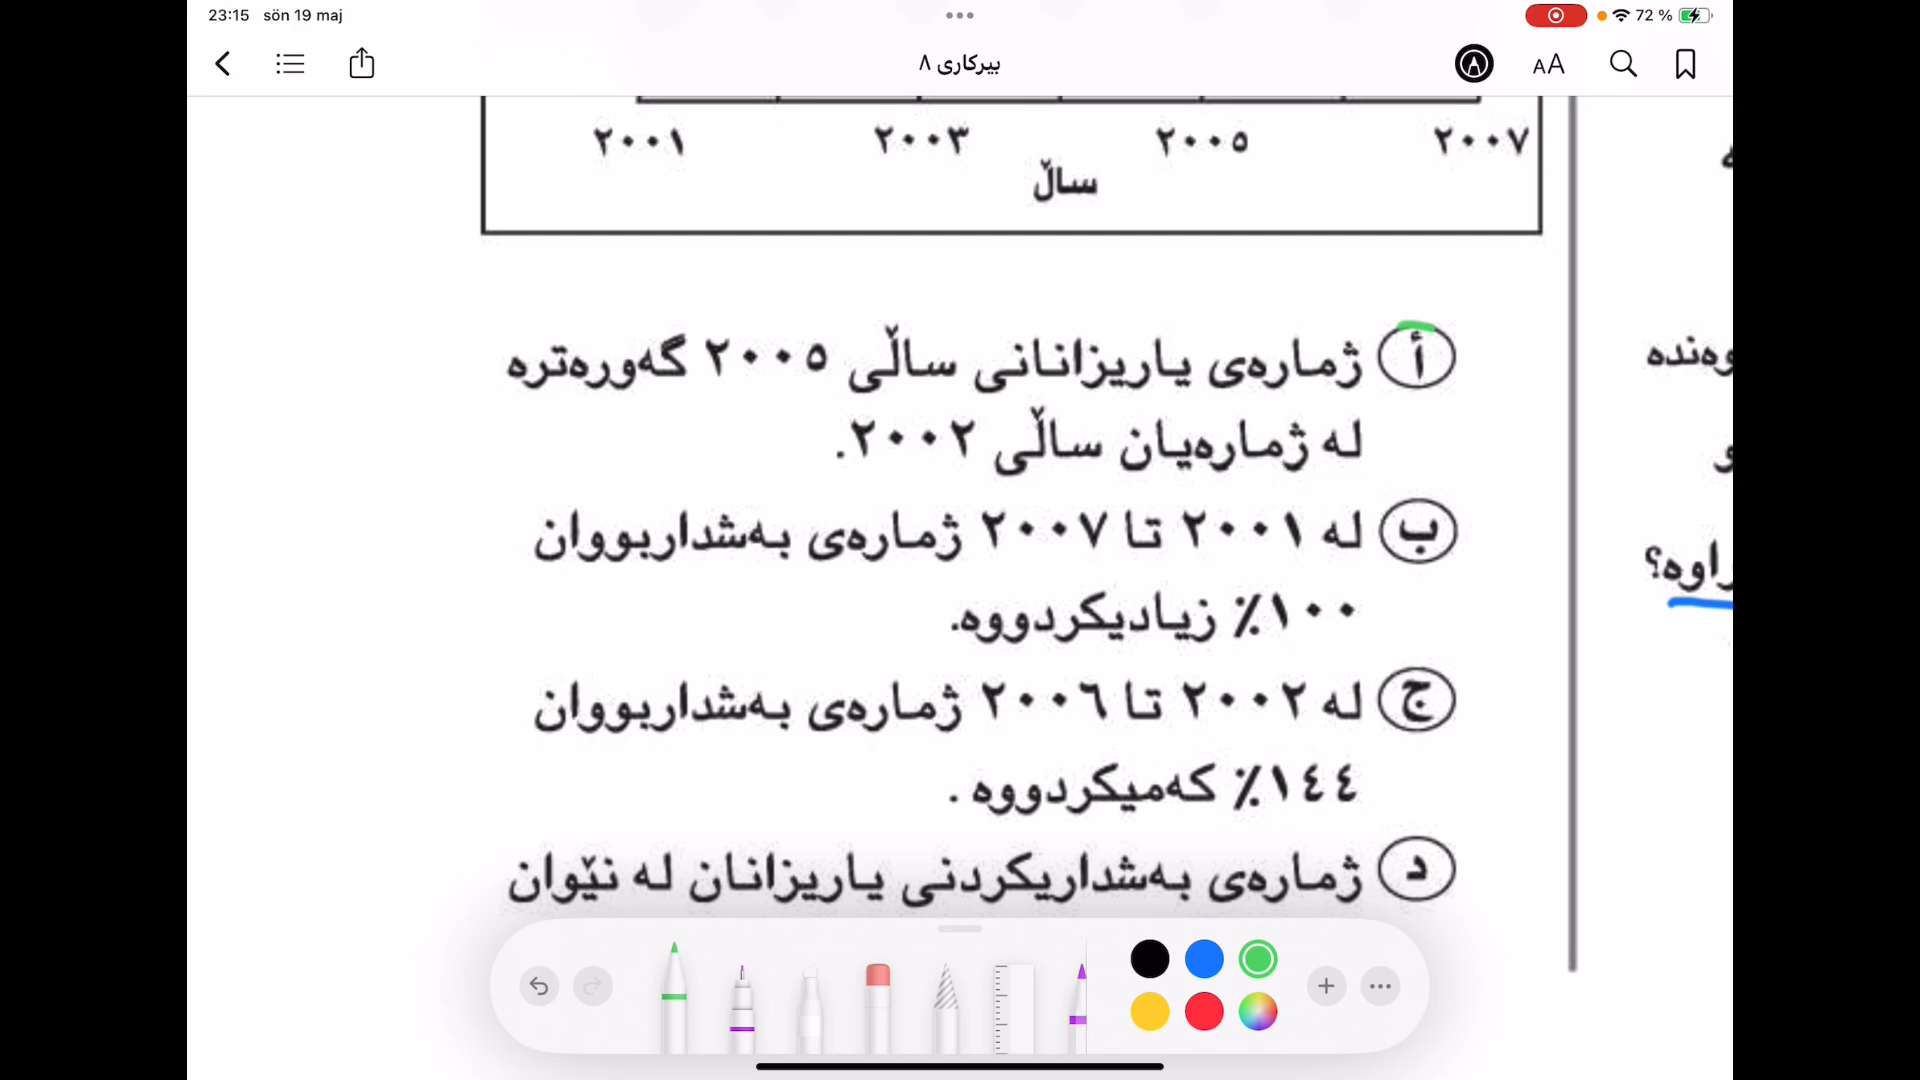 23:15 sön 19 maj
72 %
بیرکاری ٨
AA
٢٠٠١ ٢٠٠٣ ٢٠٠٥ ٢٠٠٧
ساڵ
أ ژمارەی یاریزانانی ساڵی ٢٠٠٥ گەورەترە
لە ژمارەیان ساڵی ٢٠٠٢.
ب لە ٢٠٠١ تا ٢٠٠٧ ژمارەی بەشداربووان
١٠٠٪ زیادیکردووە.
ج لە ٢٠٠٢ تا ٢٠٠٦ ژمارەی بەشداربووان
١٤٤٪ کەمیکردووە .
د ژمارەی بەشداریکردنی یاریزانان لە نێوان